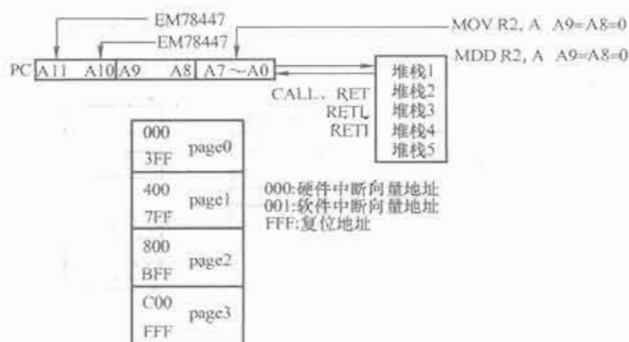 EM78447
EM78447
MOV R2, A A9=A8=0
MDD R2, A A9=A8=0
PC A11 A10 A9 A8 A7～A0
堆栈1
堆栈2
堆栈3
堆栈4
堆栈5
CALL、RET
RETL
RETI
000
3FF
page0
400
7FF
page1
800
BFF
page2
C00
FFF
page3
000:硬件中断向量地址
001:软件中断向量地址
FFF:复位地址